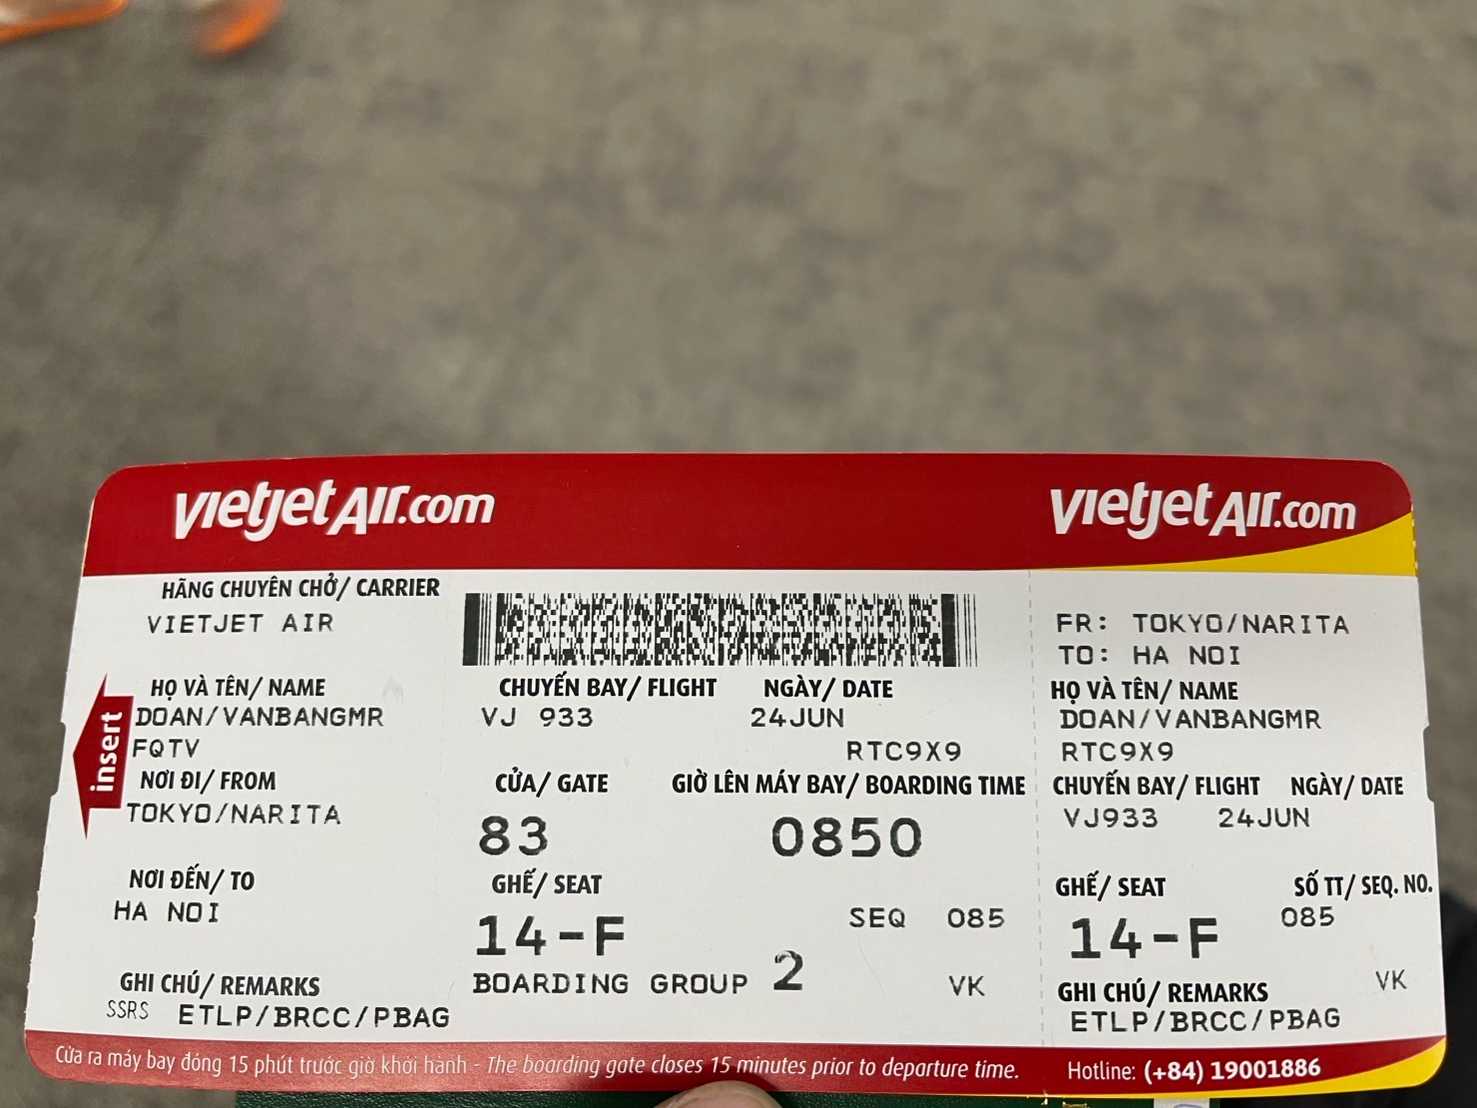 vietjet Air.com
vietjet Air.com
HÃNG CHUYÊN CHỞ/ CARRIER
VIETJET AIR
FR: TOKYO/NARITA
TO: HA NOI
HỌ VÀ TÊN/ NAME
CHUYẾN BAY/ FLIGHT
NGÀY/ DATE
HỌ VÀ TÊN/ NAME
DOAN/VANBANGMR
VJ 933
24JUN
DOAN/VANBANGMR
insert
FQTV
RTC9X9
RTC9X9
NƠI ĐI/ FROM
CỬA/ GATE
GIỜ LÊN MÁY BAY/ BOARDING TIME
CHUYẾN BAY/ FLIGHT
NGÀY/ DATE
TOKYO/NARITA
83
0850
VJ933
24JUN
NƠI ĐẾN/ TO
GHẾ/ SEAT
GHẾ/ SEAT
SỐ TT/ SEQ. NO.
HA NOI
14-F
SEQ 085
14-F
085
GHI CHÚ/ REMARKS
BOARDING GROUP 2
VK
GHI CHÚ/ REMARKS
VK
SSRS ETLP/BRCC/PBAG
ETLP/BRCC/PBAG
Cửa ra máy bay đóng 15 phút trước giờ khởi hành - The boarding gate closes 15 minutes prior to departure time.
Hotline: (+84) 19001886